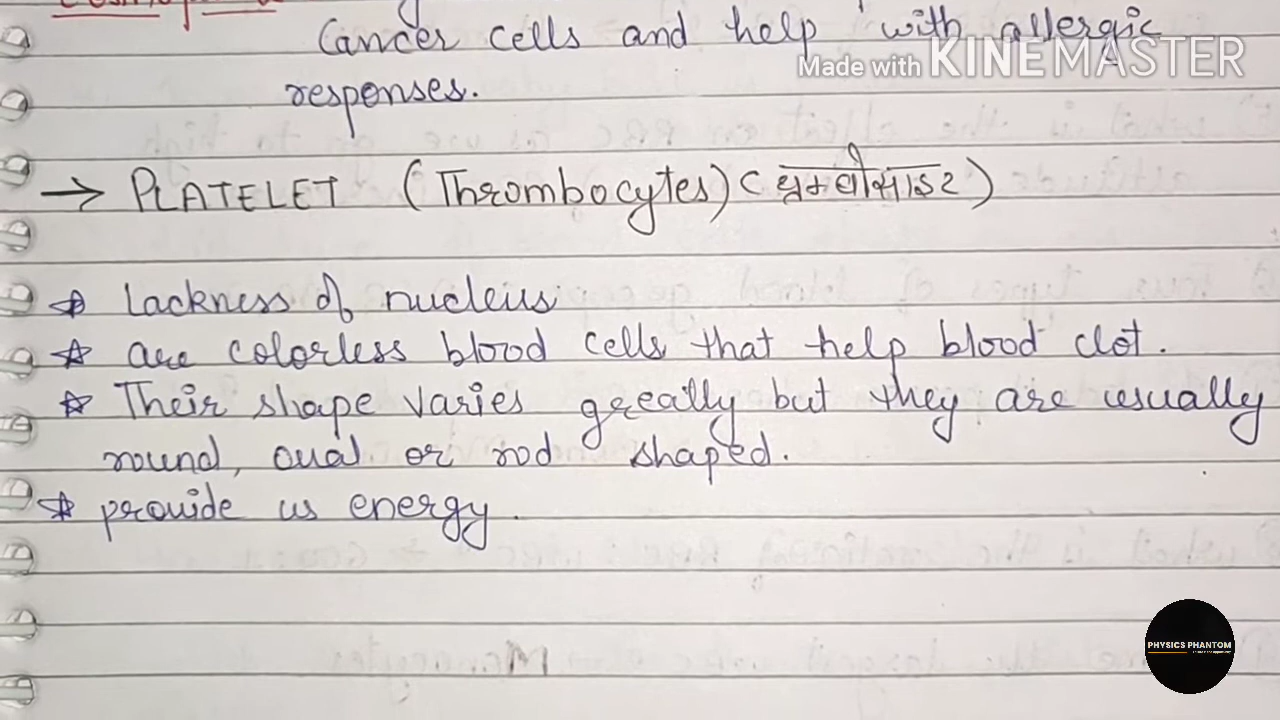 Cancer cells and help with allergic
Made with KINEMASTER
responses.
→ PLATELET (Thrombocytes) (थ्रम्बोसाइट)
☆ Lackness of nucleus
☆ are colorless blood cells that help blood clot.
☆ Their shape varies greatly but they are usually
round, oval or rod shaped.
☆ provide us energy.
PHYSICS PHANTOM